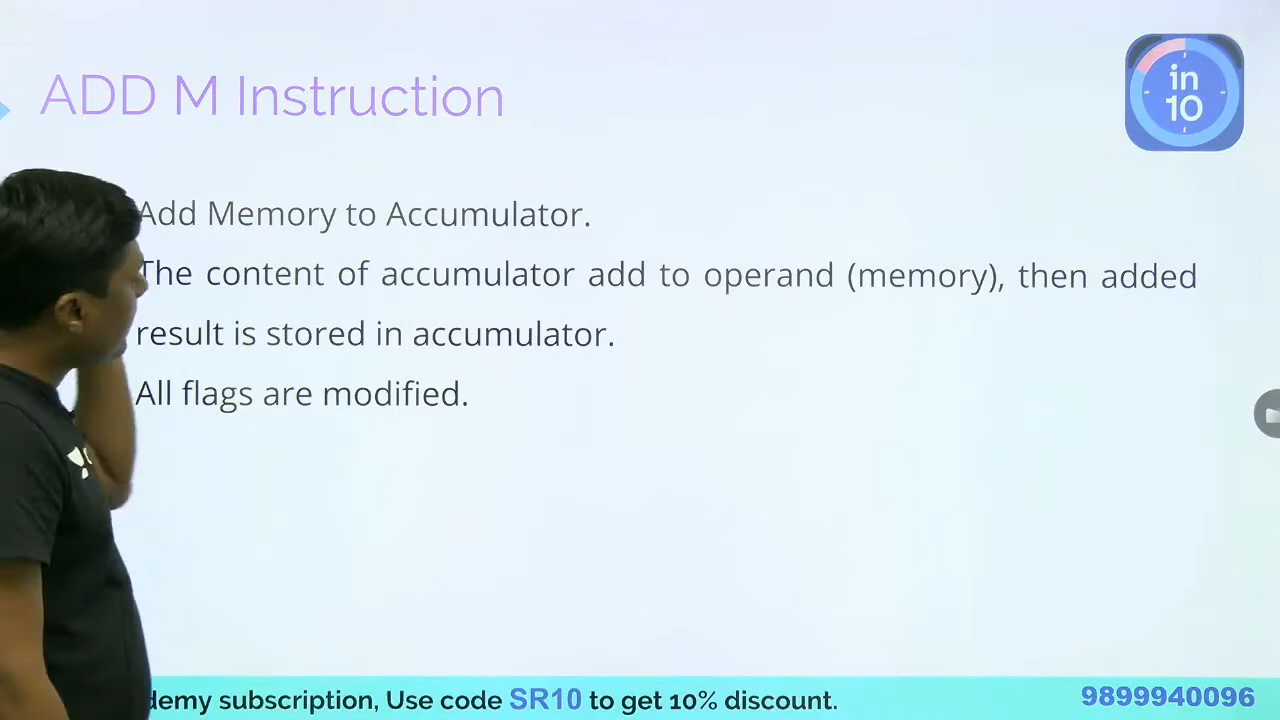 ADD M Instruction
in
10
Add Memory to Accumulator.
The content of accumulator add to operand (memory), then added
result is stored in accumulator.
All flags are modified.
subscription, Use code SR10 to get 10% discount.
9899940096